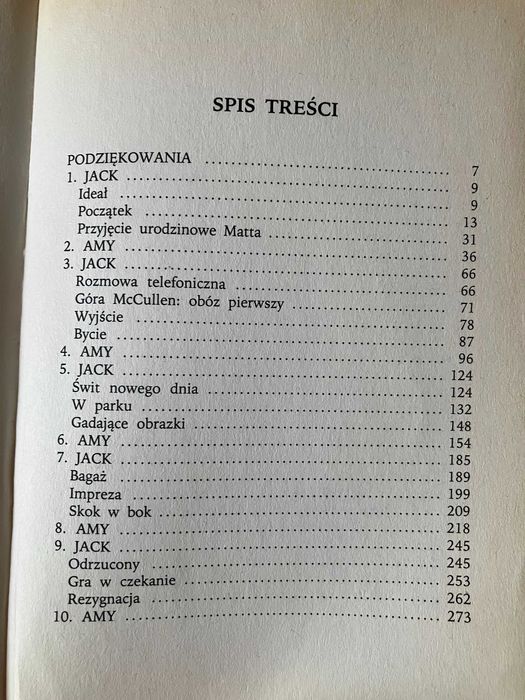 SPIS TREŚCI
PODZIĘKOWANIA ........ 7
1. JACK ........ 9
Ideał ........ 9
Początek ........ 13
Przyjęcie urodzinowe Matta ........ 31
2. AMY ........ 36
3. JACK ........ 66
Rozmowa telefoniczna ........ 66
Góra McCullen: obóz pierwszy ........ 71
Wyjście ........ 78
Bycie ........ 87
4. AMY ........ 96
5. JACK ........ 124
Świt nowego dnia ........ 124
W parku ........ 132
Gadające obrazki ........ 148
6. AMY ........ 154
7. JACK ........ 185
Bagaż ........ 189
Impreza ........ 199
Skok w bok ........ 209
8. AMY ........ 218
9. JACK ........ 245
Odrzucony ........ 245
Gra w czekanie ........ 253
Rezygnacja ........ 262
10. AMY ........ 273